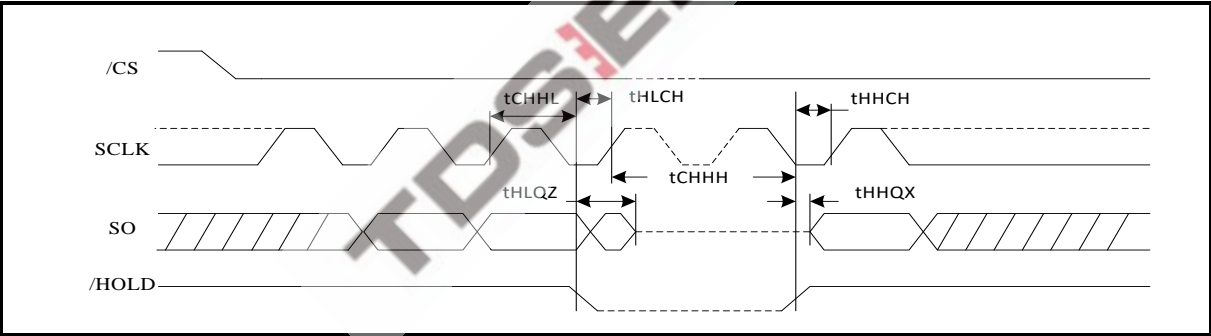 /CS
tCHHL
tHLCH
tHHCH
SCLK
tCHHH
tHLQZ
tHHQX
SO
/HOLD